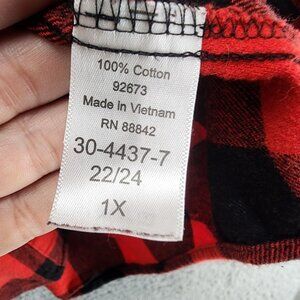 100% Cotton
92673
Made in Vietnam
RN 88842
30-4437-7
22/24
1X